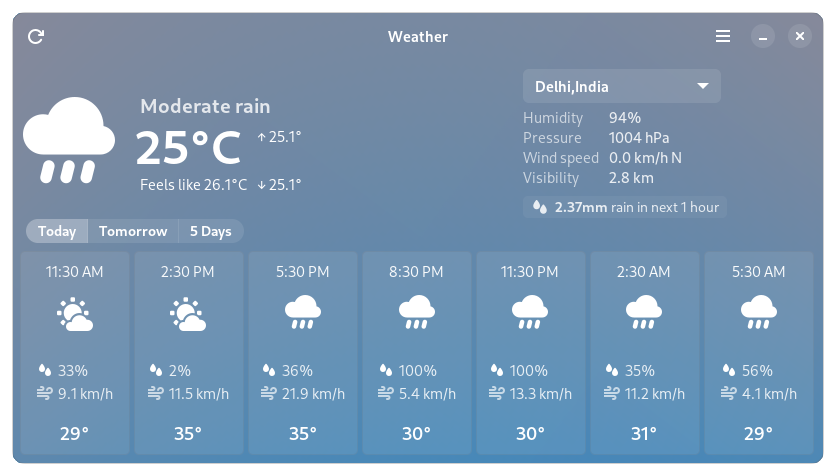 Weather
Delhi,India
Moderate rain
25°C
↑25.1°
Feels like 26.1°C ↓25.1°
Humidity 94%
Pressure 1004 hPa
Wind speed 0.0 km/h N
Visibility 2.8 km
2.37mm rain in next 1 hour
Today Tomorrow 5 Days
11:30 AM 2:30 PM 5:30 PM 8:30 PM 11:30 PM 2:30 AM 5:30 AM
33% 2% 36% 100% 100% 35% 56%
9.1 km/h 11.5 km/h 21.9 km/h 5.4 km/h 13.3 km/h 11.2 km/h 4.1 km/h
29° 35° 35° 30° 30° 31° 29°